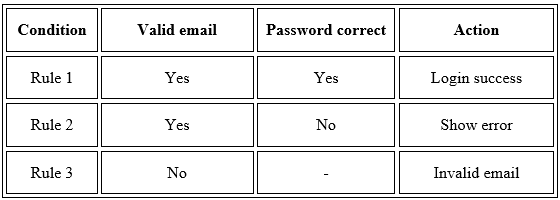 Condition Valid email Password correct Action
Rule 1 Yes Yes Login success
Rule 2 Yes No Show error
Rule 3 No - Invalid email